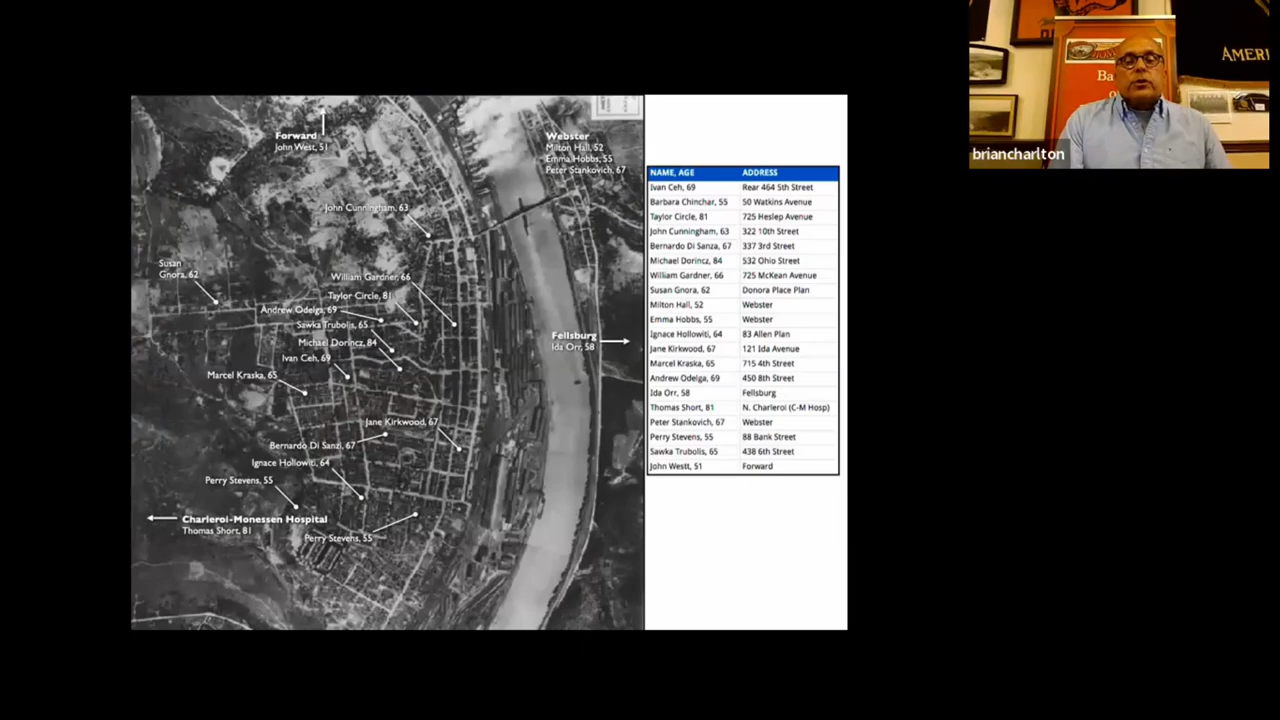 Forward
John West, 51
Webster
Milton Hall, 52
Emma Hobbs, 55
Peter Stankovich, 67
John Cunningham, 63
Susan
Gnora, 62
William Gardner, 66
Taylor Circle, 81
Andrew Odelga, 69
Sawka Trubolis, 65
Michael Dorincz, 84
Ivan Ceh, 69
Marcel Kraska, 65
Fellsburg
Ida Orr, 58
Jane Kirkwood, 67
Bernardo Di Sanzi, 67
Ignace Hollowiti, 64
Perry Stevens, 55
Charleroi-Monessen Hospital
Thomas Short, 81
Perry Stevens, 55
NAME, AGE ADDRESS
Ivan Ceh, 69 Rear 464 5th Street
Barbara Chinchar, 55 50 Watkins Avenue
Taylor Circle, 81 725 Heslep Avenue
John Cunningham, 63 322 10th Street
Bernardo Di Sanza, 67 337 3rd Street
Michael Dorincz, 84 532 Ohio Street
William Gardner, 66 725 McKean Avenue
Susan Gnora, 62 Donora Place Plan
Milton Hall, 52 Webster
Emma Hobbs, 55 Webster
Ignace Hollowiti, 64 83 Allen Plan
Jane Kirkwood, 67 121 Ida Avenue
Marcel Kraska, 65 715 4th Street
Andrew Odelga, 69 450 8th Street
Ida Orr, 58 Fellsburg
Thomas Short, 81 N. Charleroi (C-M Hosp)
Peter Stankovich, 67 Webster
Perry Stevens, 55 88 Bank Street
Sawka Trubolis, 65 438 6th Street
John Westt, 51 Forward
AMERI
Ba
briancharlton